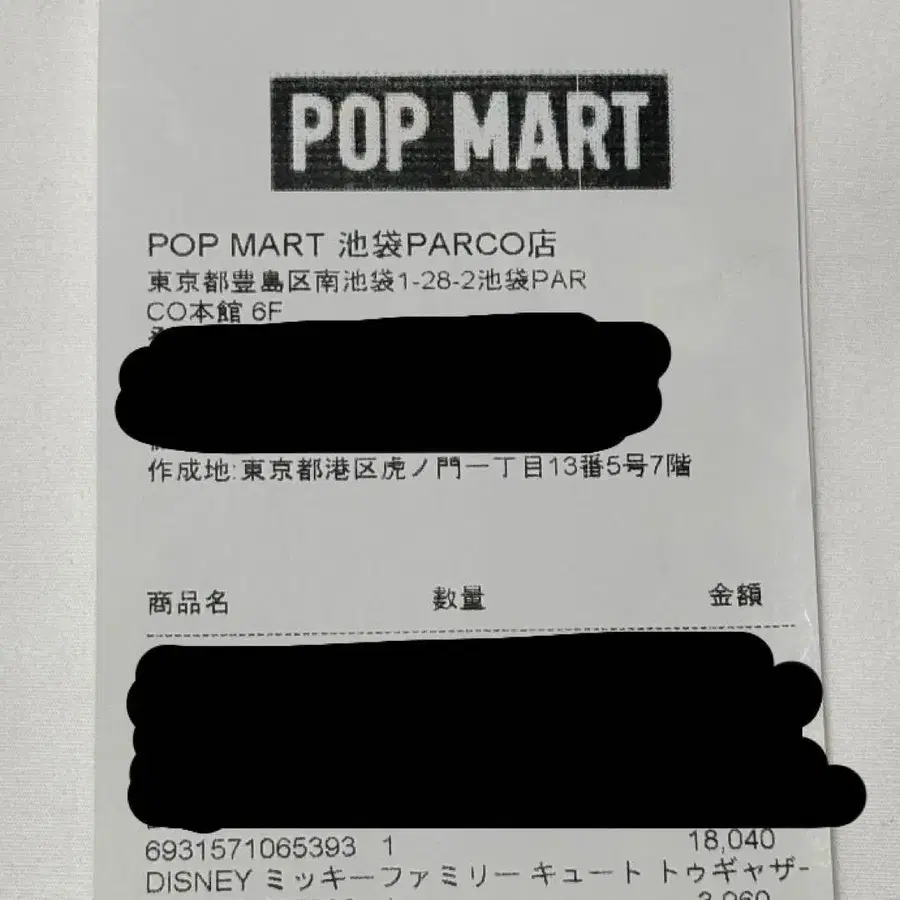 POP MART
POP MART 池袋PARCO店
東京都豊島区南池袋1-28-2池袋PAR
CO本館 6F
作成地:東京都港区虎ノ門一丁目13番5号7階
商品名 数量 金額
6931571065393 1 18,040
DISNEY ミッキーファミリー キュート トゥギャザー